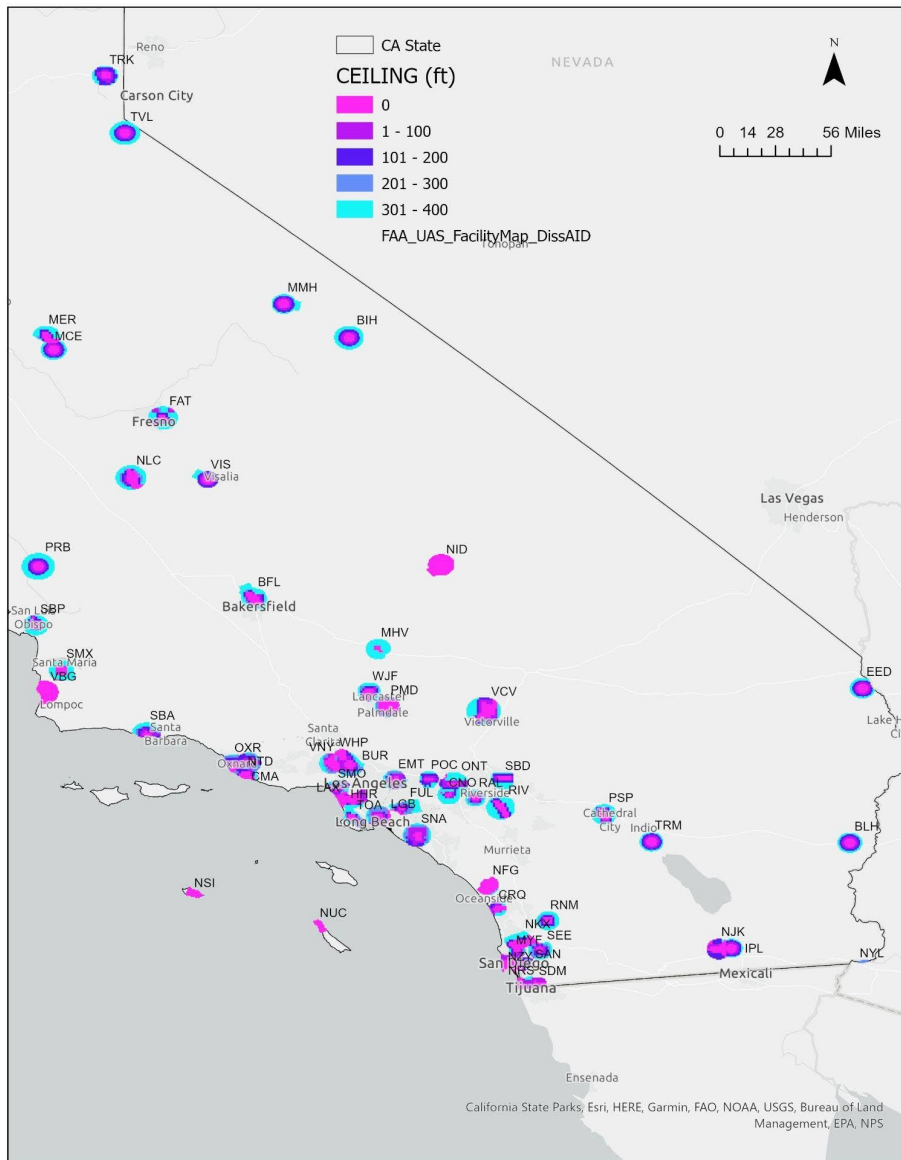 Reno
TRK
CA State
NEVADA
N
CEILING (ft)
Carson City
0
TVL
1 - 100
0 14 28 56 Miles
101 - 200
201 - 300
301 - 400
FAA_UAS_FacilityMap_DissAID
Tonopah
MMH
MER
BIH
MCE
FAT
Fresno
NLC
VIS
Visalia
Las Vegas
Henderson
PRB
NID
BFL
Bakersfield
SBP
San Luis
Obispo
MHV
SMX
Santa Maria
VBG
WJF
Lancaster
PMD
Palmdale
VCV
Victorville
EED
Lompoc
Lake H
Ci
SBA
Santa
Barbara
Santa
Clarita
OXR
Oxnard
NTD
CMA
VNY
WHP
BUR
EMT
POC
ONT
SBD
SMO
Los Angeles
CNO
RAL
LAX
HHR
FUL
Riverside
RIV
TOA
LGB
Long Beach
PSP
Cathedral
City
SNA
Indio
TRM
BLH
Murrieta
NFG
NSI
Oceanside
CRQ
RNM
NUC
NKX
MYF
SEE
NJK
IPL
NZY
SAN
San Diego
NYL
NRS
SDM
Mexicali
Tijuana
Ensenada
California State Parks, Esri, HERE, Garmin, FAO, NOAA, USGS, Bureau of Land
Management, EPA, NPS